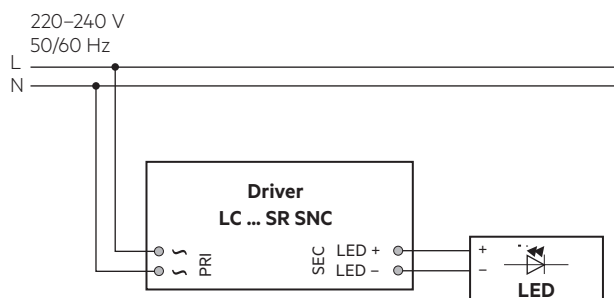 220–240 V
50/60 Hz
L
N
Driver
LC ... SR SNC
~ PRI SEC LED + +
~ LED – –
LED